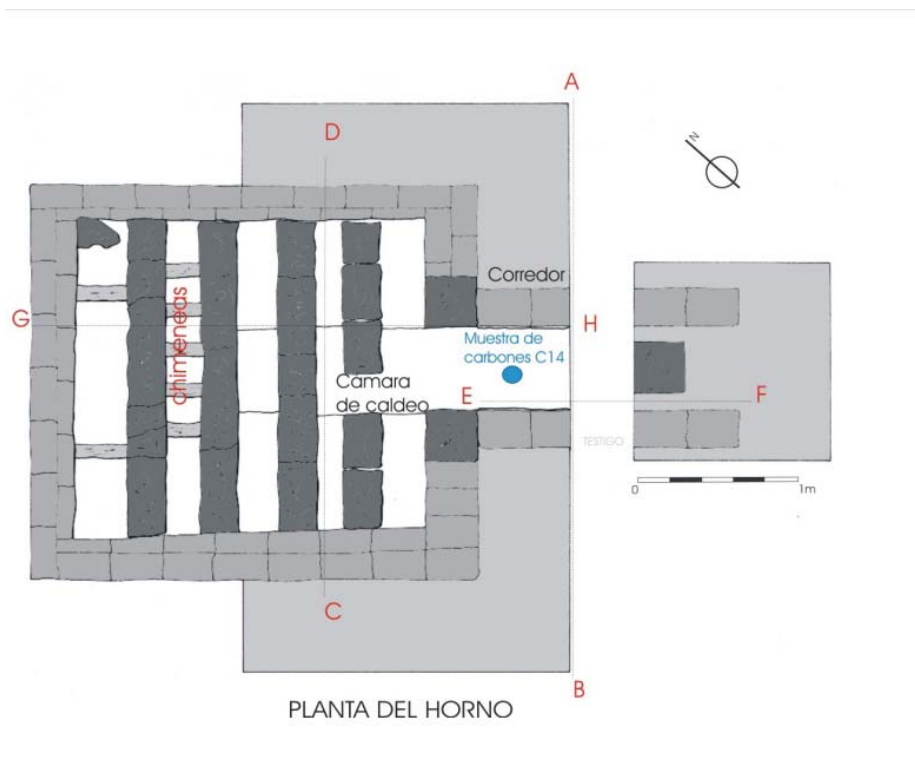 A
D
N
Corredor
G
chimeneas
H
Muestra de
carbones C14
Cámara
de caldeo
E
F
TESTIGO
0
1m
C
B
PLANTA DEL HORNO